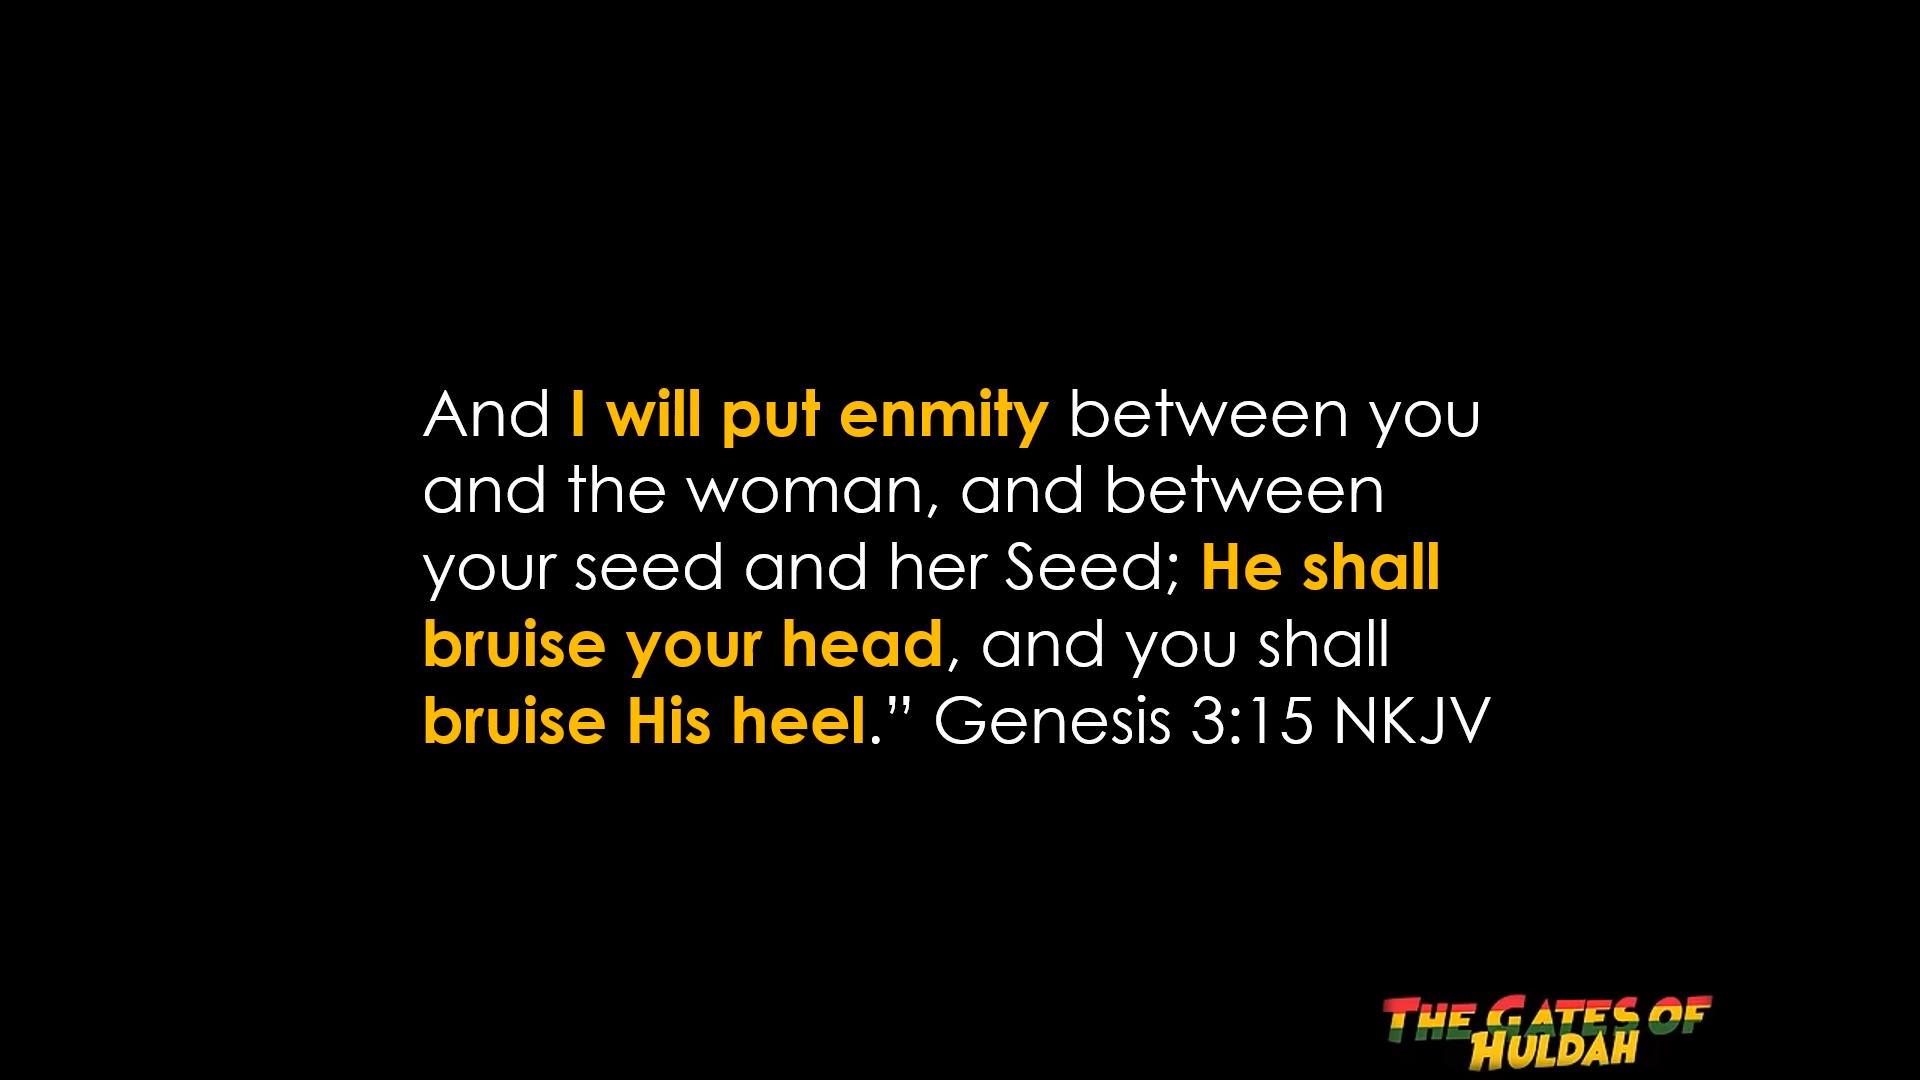 And I will put enmity between you
and the woman, and between
your seed and her Seed; He shall
bruise your head, and you shall
bruise His heel.” Genesis 3:15 NKJV
THE GATES OF
HULDAH